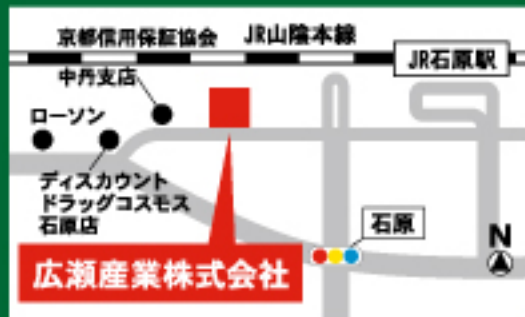 京都信用保証協会
中丹支店
JR山陰本線
JR石原駅
ローソン
ディスカウント
ドラッグコスモス
石原店
石原
広瀬産業株式会社
N